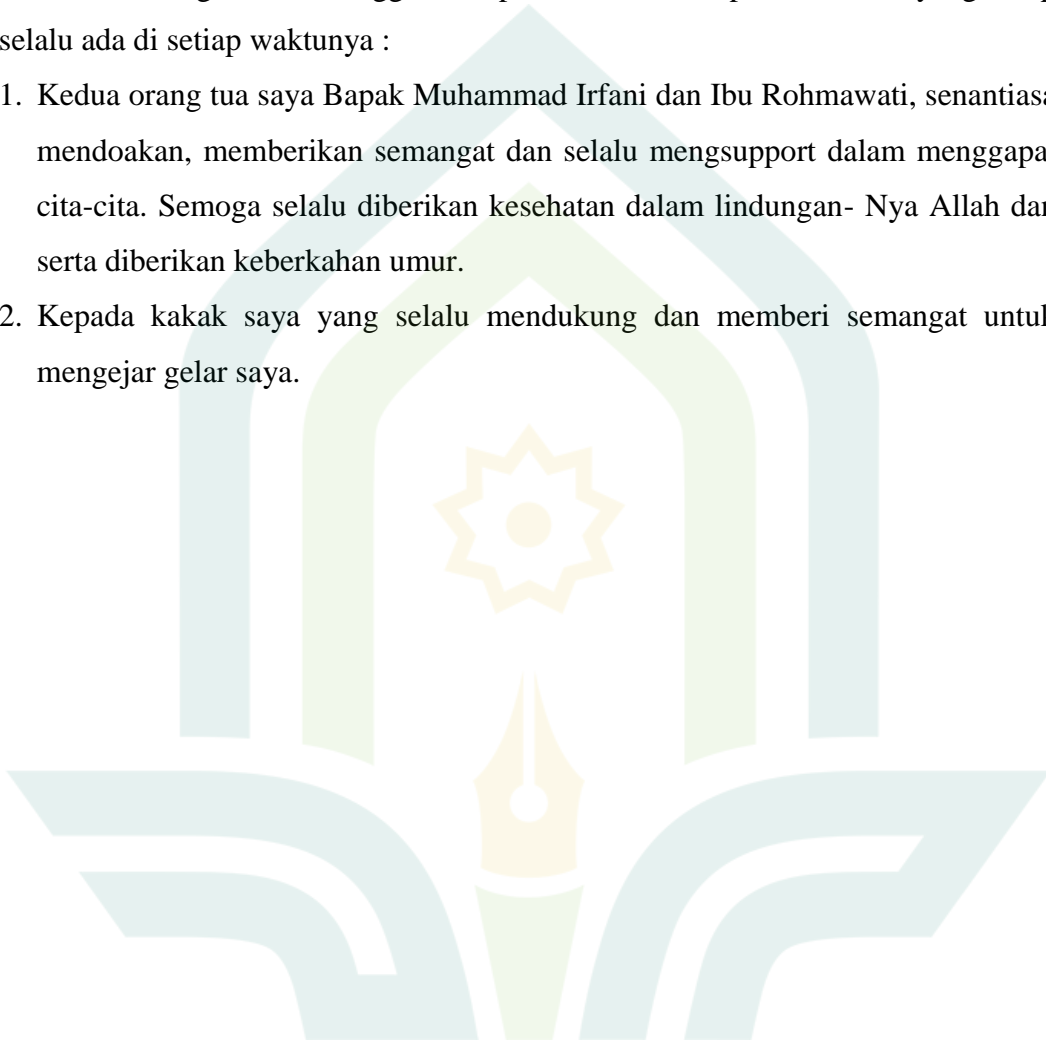 selalu ada di setiap waktunya :
1. Kedua orang tua saya Bapak Muhammad Irfani dan Ibu Rohmawati, senantiasa
mendoakan, memberikan semangat dan selalu mengsupport dalam menggapa
cita-cita. Semoga selalu diberikan kesehatan dalam lindungan- Nya Allah dan
serta diberikan keberkahan umur.
2. Kepada kakak saya yang selalu mendukung dan memberi semangat untuk
mengejar gelar saya.